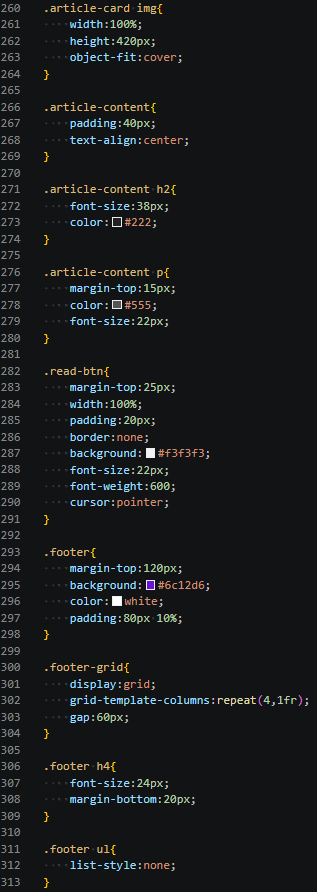 260 .article-card img{
261     width:100%;
262     height:420px;
263     object-fit:cover;
264 }
265
266 .article-content{
267     padding:40px;
268     text-align:center;
269 }
270
271 .article-content h2{
272     font-size:38px;
273     color:#222;
274 }
275
276 .article-content p{
277     margin-top:15px;
278     color:#555;
279     font-size:22px;
280 }
281
282 .read-btn{
283     margin-top:25px;
284     width:100%;
285     padding:20px;
286     border:none;
287     background:#f3f3f3;
288     font-size:22px;
289     font-weight:600;
290     cursor:pointer;
291 }
292
293 .footer{
294     margin-top:120px;
295     background:#6c12d6;
296     color:white;
297     padding:80px 10%;
298 }
299
300 .footer-grid{
301     display:grid;
302     grid-template-columns:repeat(4,1fr);
303     gap:60px;
304 }
305
306 .footer h4{
307     font-size:24px;
308     margin-bottom:20px;
309 }
310
311 .footer ul{
312     list-style:none;
313 }